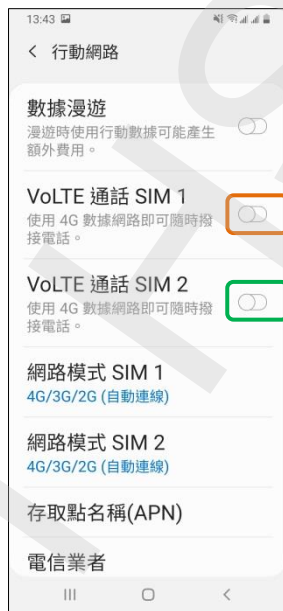 13:43
行動網路
數據漫遊
漫遊時使用行動數據可能產生
額外費用。
VoLTE 通話 SIM 1
使用 4G 數據網路即可隨時撥
接電話。
VoLTE 通話 SIM 2
使用 4G 數據網路即可隨時撥
接電話。
網路模式 SIM 1
4G/3G/2G (自動連線)
網路模式 SIM 2
4G/3G/2G (自動連線)
存取點名稱(APN)
電信業者